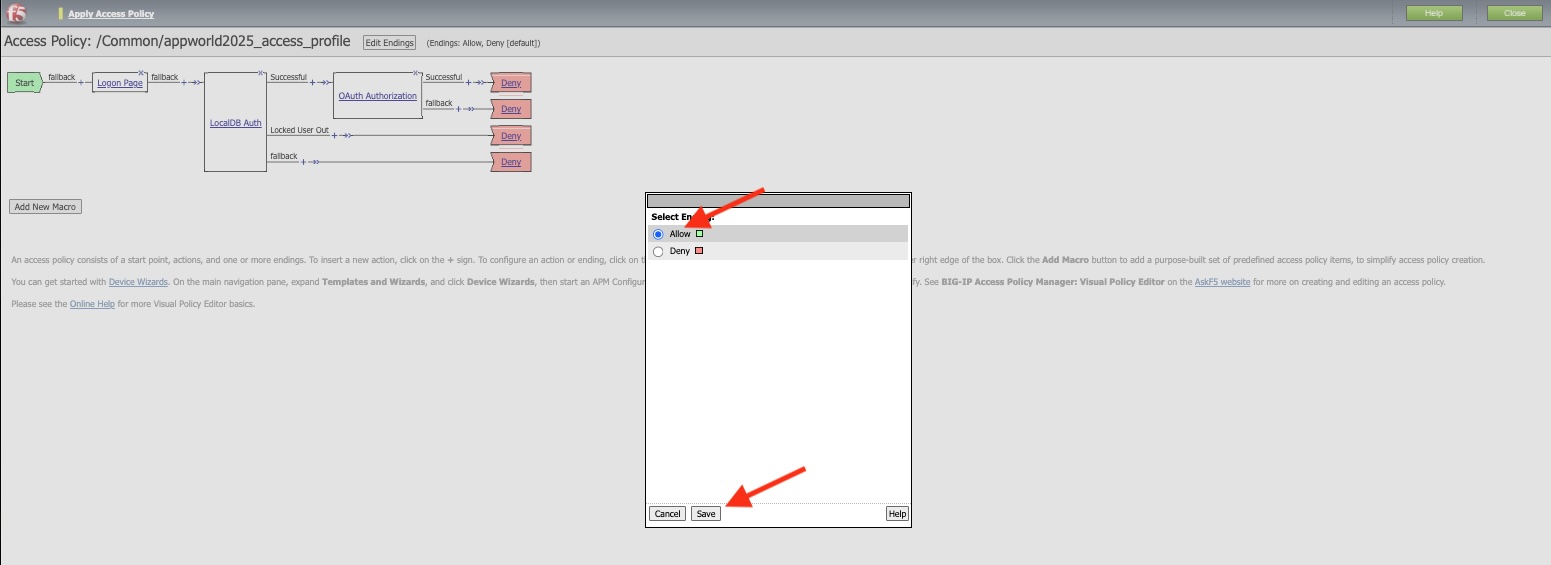 f5 Apply Access Policy Help Close
Access Policy: /Common/appworld2025_access_profile Edit Endings (Endings: Allow, Deny [default])
Start fallback + Logon Page fallback + LocalDB Auth
Successful + OAuth Authorization Successful + Deny
fallback + Deny
Locked User Out + Deny
fallback + Deny
Add New Macro
An access policy consists of a start point, actions, and one or more endings. To insert a new action, click on the + sign. To configure an action or ending, click on right edge of the box. Click the Add Macro button to add a purpose-built set of predefined access policy items, to simplify access policy creation.
You can get started with Device Wizards. On the main navigation pane, expand Templates and Wizards, and click Device Wizards, then start an APM See BIG-IP Access Policy Manager: Visual Policy Editor on the AskF5 website for more on creating and editing an access policy.
Please see the Online Help for more Visual Policy Editor basics.
Select
Allow
Deny
Cancel Save Help